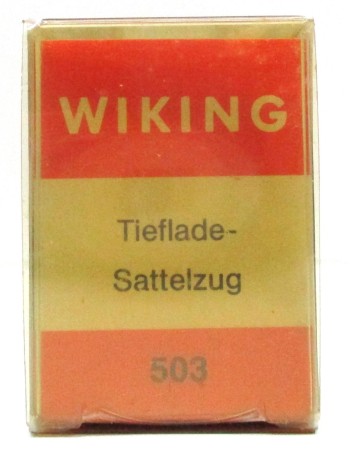 WIKING
Tieflade-
Sattelzug
503